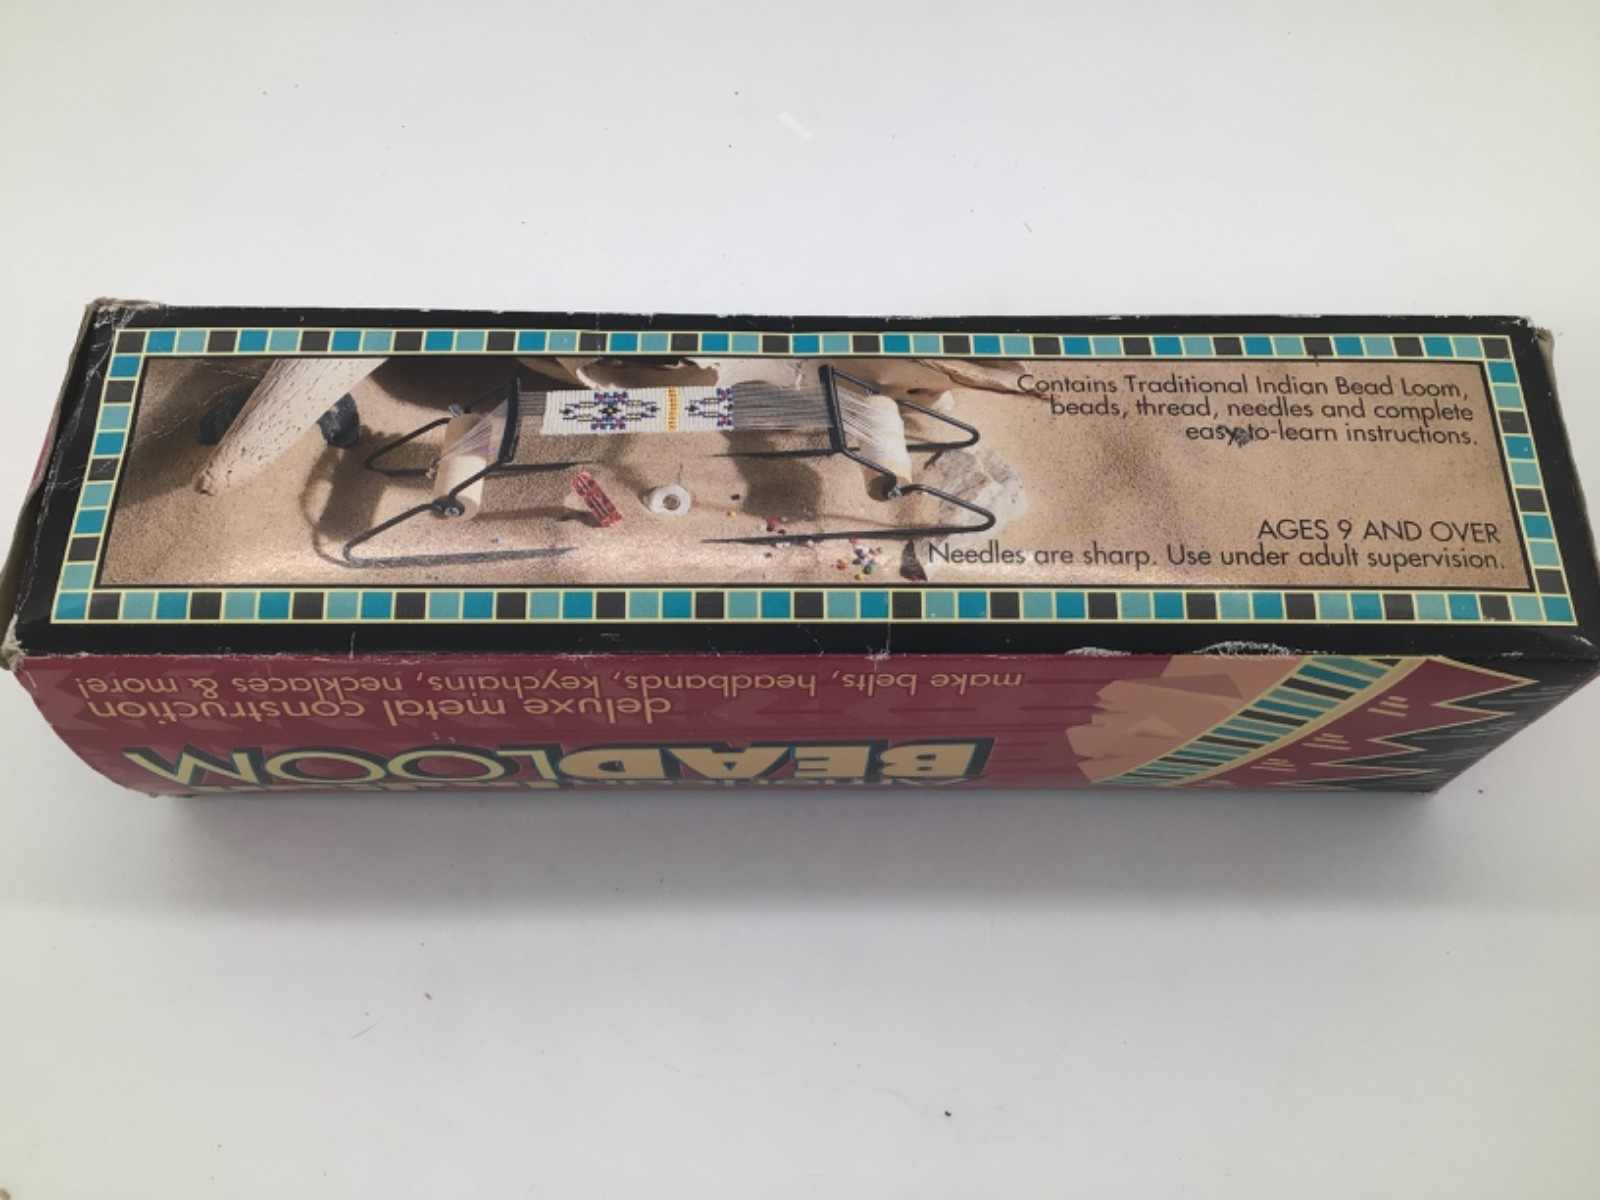 Contains Traditional Indian Bead Loom,
beads, thread, needles and complete
easy-to-learn instructions.
AGES 9 AND OVER
Needles are sharp. Use under adult supervision.
BEADLOOM
deluxe metal construction
make belts, headbands, keychains, necklaces & more!